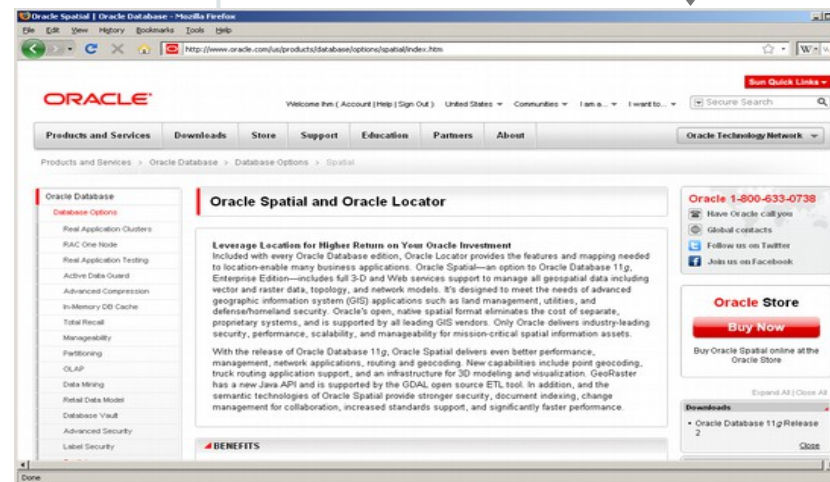 Oracle Spatial | Oracle Database - Mozilla Firefox
File Edit View History Bookmarks Tools Help
http://www.oracle.com/us/products/database/options/spatial/index.htm
W
Sun Quick Links
ORACLE
Welcome Ihm ( Account | Help | Sign Out ) United States Communities I am a... I want to... Secure Search
Products and Services Downloads Store Support Education Partners About Oracle Technology Network
Products and Services > Oracle Database > Database Options > Spatial
Oracle Database
Database Options
Real Application Clusters
RAC One Node
Real Application Testing
Active Data Guard
Advanced Compression
In-Memory DB Cache
Total Recall
Manageability
Partitioning
OLAP
Data Mining
Retail Data Model
Database Vault
Advanced Security
Label Security
Oracle Spatial and Oracle Locator
Leverage Location for Higher Return on Your Oracle Investment
Included with every Oracle Database edition, Oracle Locator provides the features and mapping needed
to location-enable many business applications. Oracle Spatial—an option to Oracle Database 11g,
Enterprise Edition—includes full 3-D and Web services support to manage all geospatial data including
vector and raster data, topology, and network models. It's designed to meet the needs of advanced
geographic information system (GIS) applications such as land management, utilities, and
defense/homeland security. Oracle's open, native spatial format eliminates the cost of separate,
proprietary systems, and is supported by all leading GIS vendors. Only Oracle delivers industry-leading
security, performance, scalability, and manageability for mission-critical spatial information assets.
With the release of Oracle Database 11g, Oracle Spatial delivers even better performance,
management, network applications, routing and geocoding. New capabilities include point geocoding,
truck routing application support, and an infrastructure for 3D modeling and visualization. GeoRaster
has a new Java API and is supported by the GDAL open source ETL tool. In addition, and the
semantic technologies of Oracle Spatial provide stronger security, document indexing, change
management for collaboration, increased standards support, and significantly faster performance.
BENEFITS
Oracle 1-800-633-0738
Have Oracle call you
Global contacts
Follow us on Twitter
Join us on Facebook
Oracle Store
Buy Now
Buy Oracle Spatial online at the
Oracle Store
Expand All | Close All
Downloads
• Oracle Database 11g Release
2
Close
Done